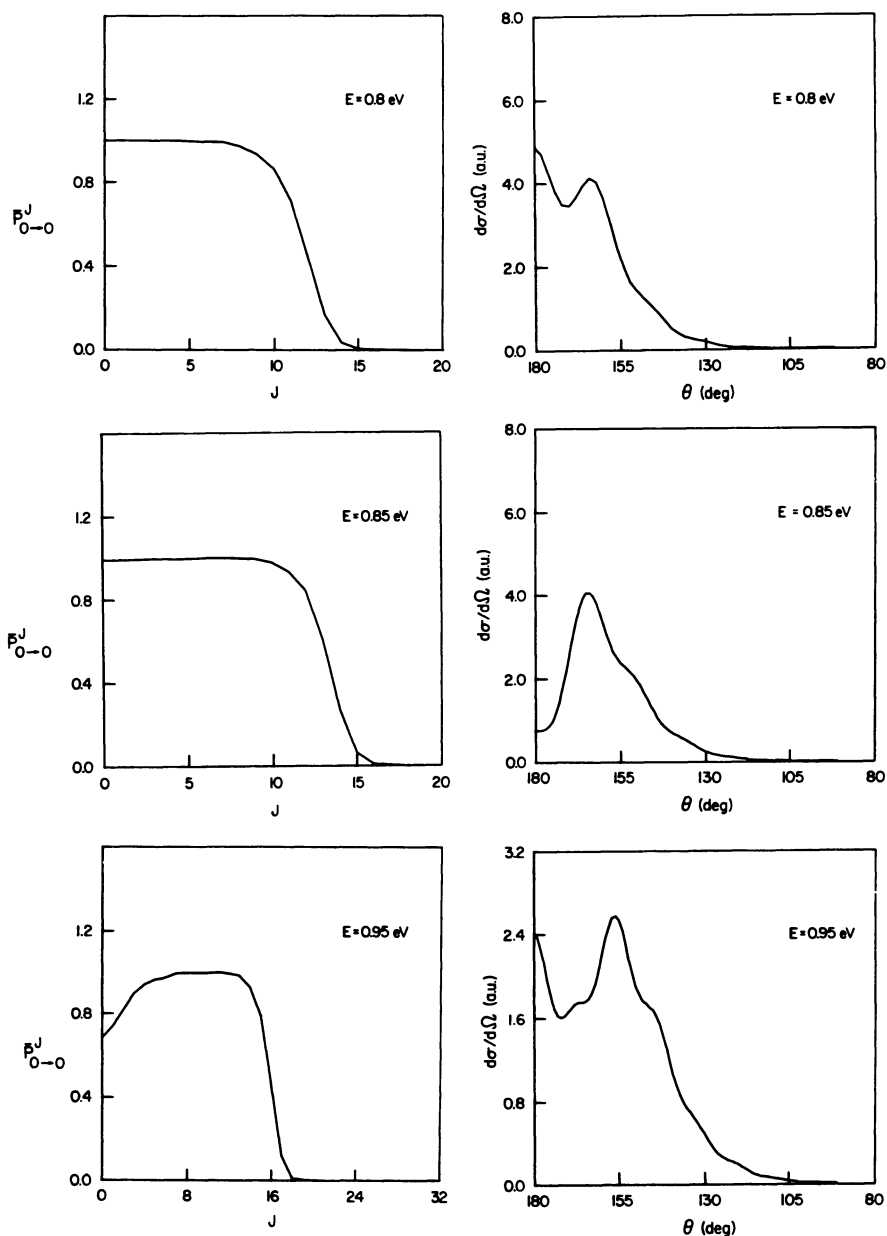 1.2
0.8
0.4
0.0
P̄ᴶ₀→₀
E = 0.8 eV
0 5 10 15 20
J
8.0
6.0
4.0
2.0
0.0
dσ/dΩ (a.u.)
E = 0.8 eV
180 155 130 105 80
θ (deg)
1.2
0.8
0.4
0.0
P̄ᴶ₀→₀
E = 0.85 eV
0 5 10 15 20
J
8.0
6.0
4.0
2.0
0.0
dσ/dΩ (a.u.)
E = 0.85 eV
180 155 130 105 80
θ (deg)
1.2
0.8
0.4
0.0
P̄ᴶ₀→₀
E = 0.95 eV
0 8 16 24 32
J
3.2
2.4
1.6
0.8
0.0
dσ/dΩ (a.u.)
E = 0.95 eV
180 155 130 105 80
θ (deg)